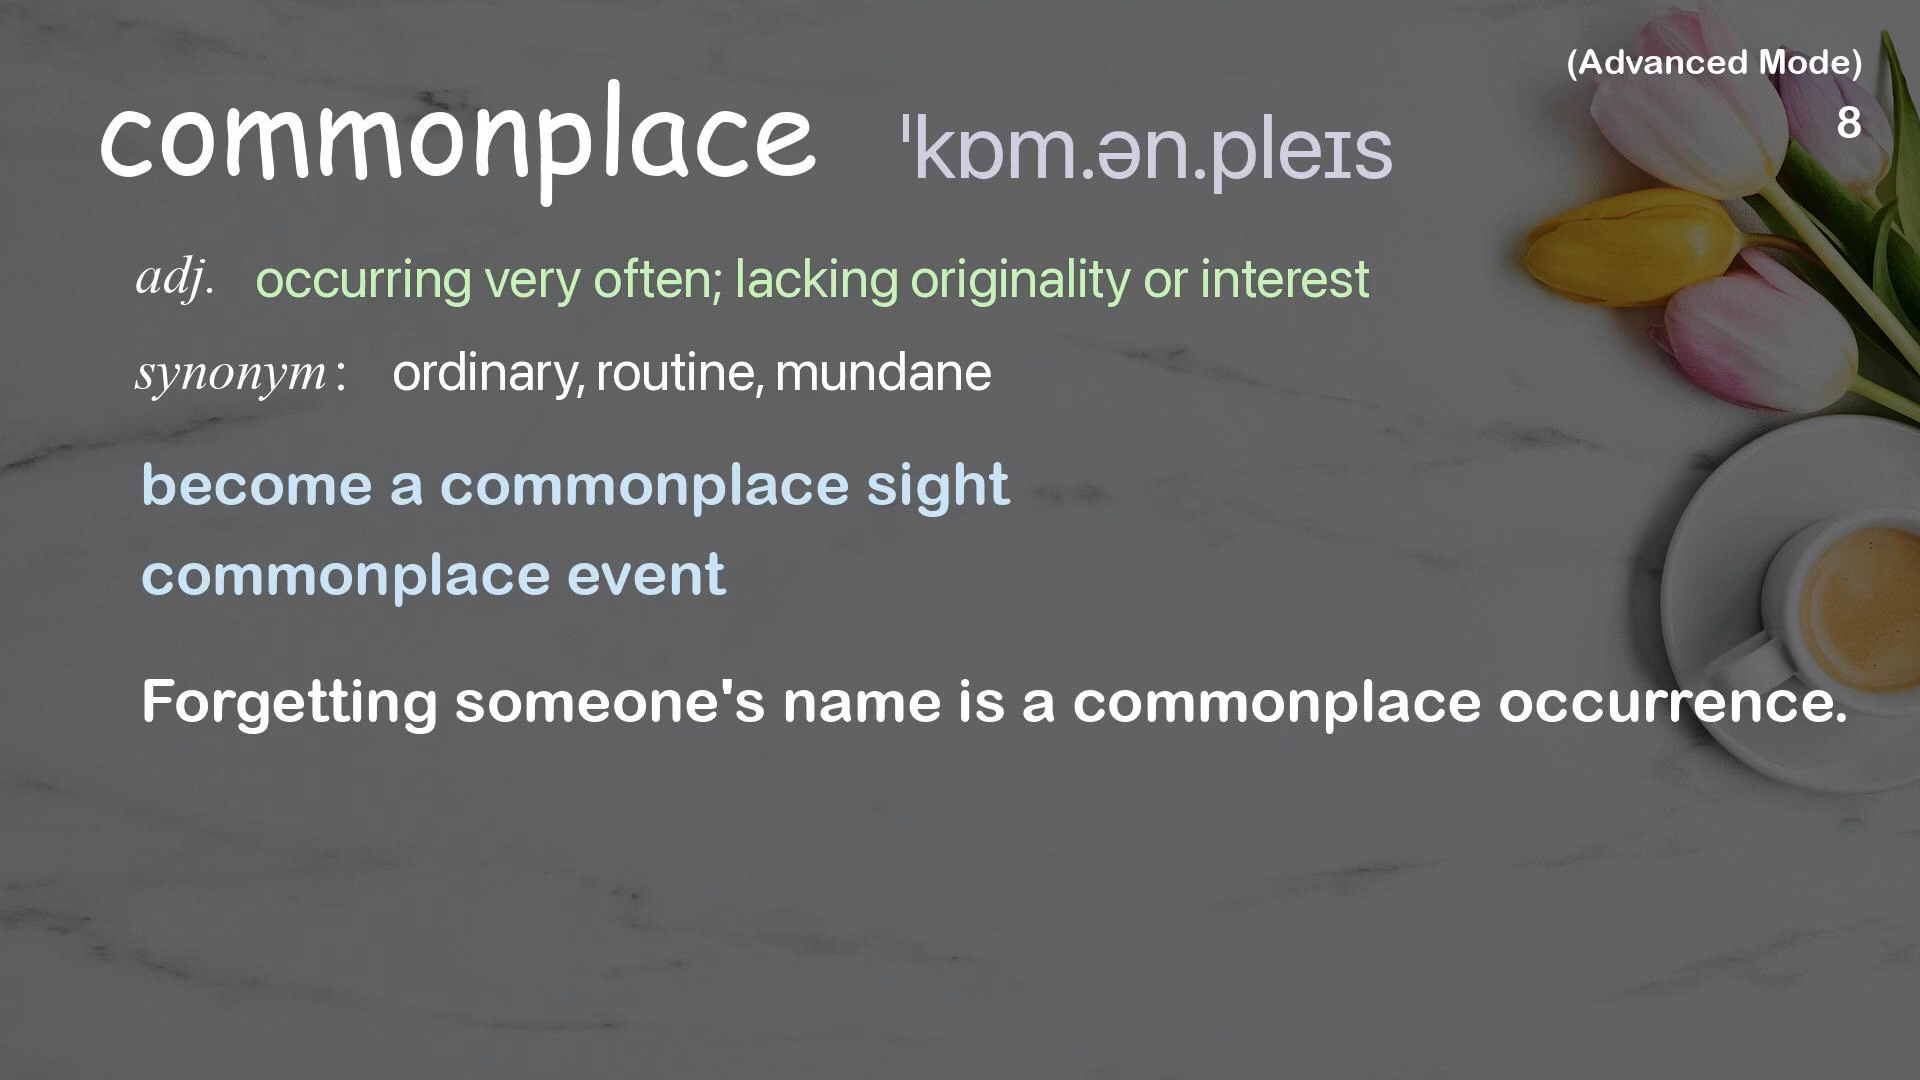 (Advanced Mode)
8
commonplace ˈkɒm.ən.pleɪs
adj. occurring very often; lacking originality or interest
synonym: ordinary, routine, mundane
become a commonplace sight
commonplace event
Forgetting someone's name is a commonplace occurrence.